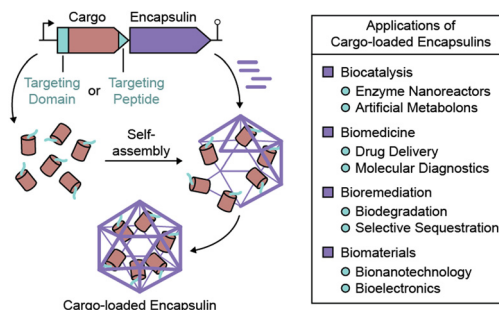 Cargo Encapsulin
Targeting
Domain
or
Targeting
Peptide
Self-
assembly
Cargo-loaded Encapsulin
Applications of
Cargo-loaded Encapsulins
Biocatalysis
Enzyme Nanoreactors
Artificial Metabolons
Biomedicine
Drug Delivery
Molecular Diagnostics
Bioremediation
Biodegradation
Selective Sequestration
Biomaterials
Bionanotechnology
Bioelectronics